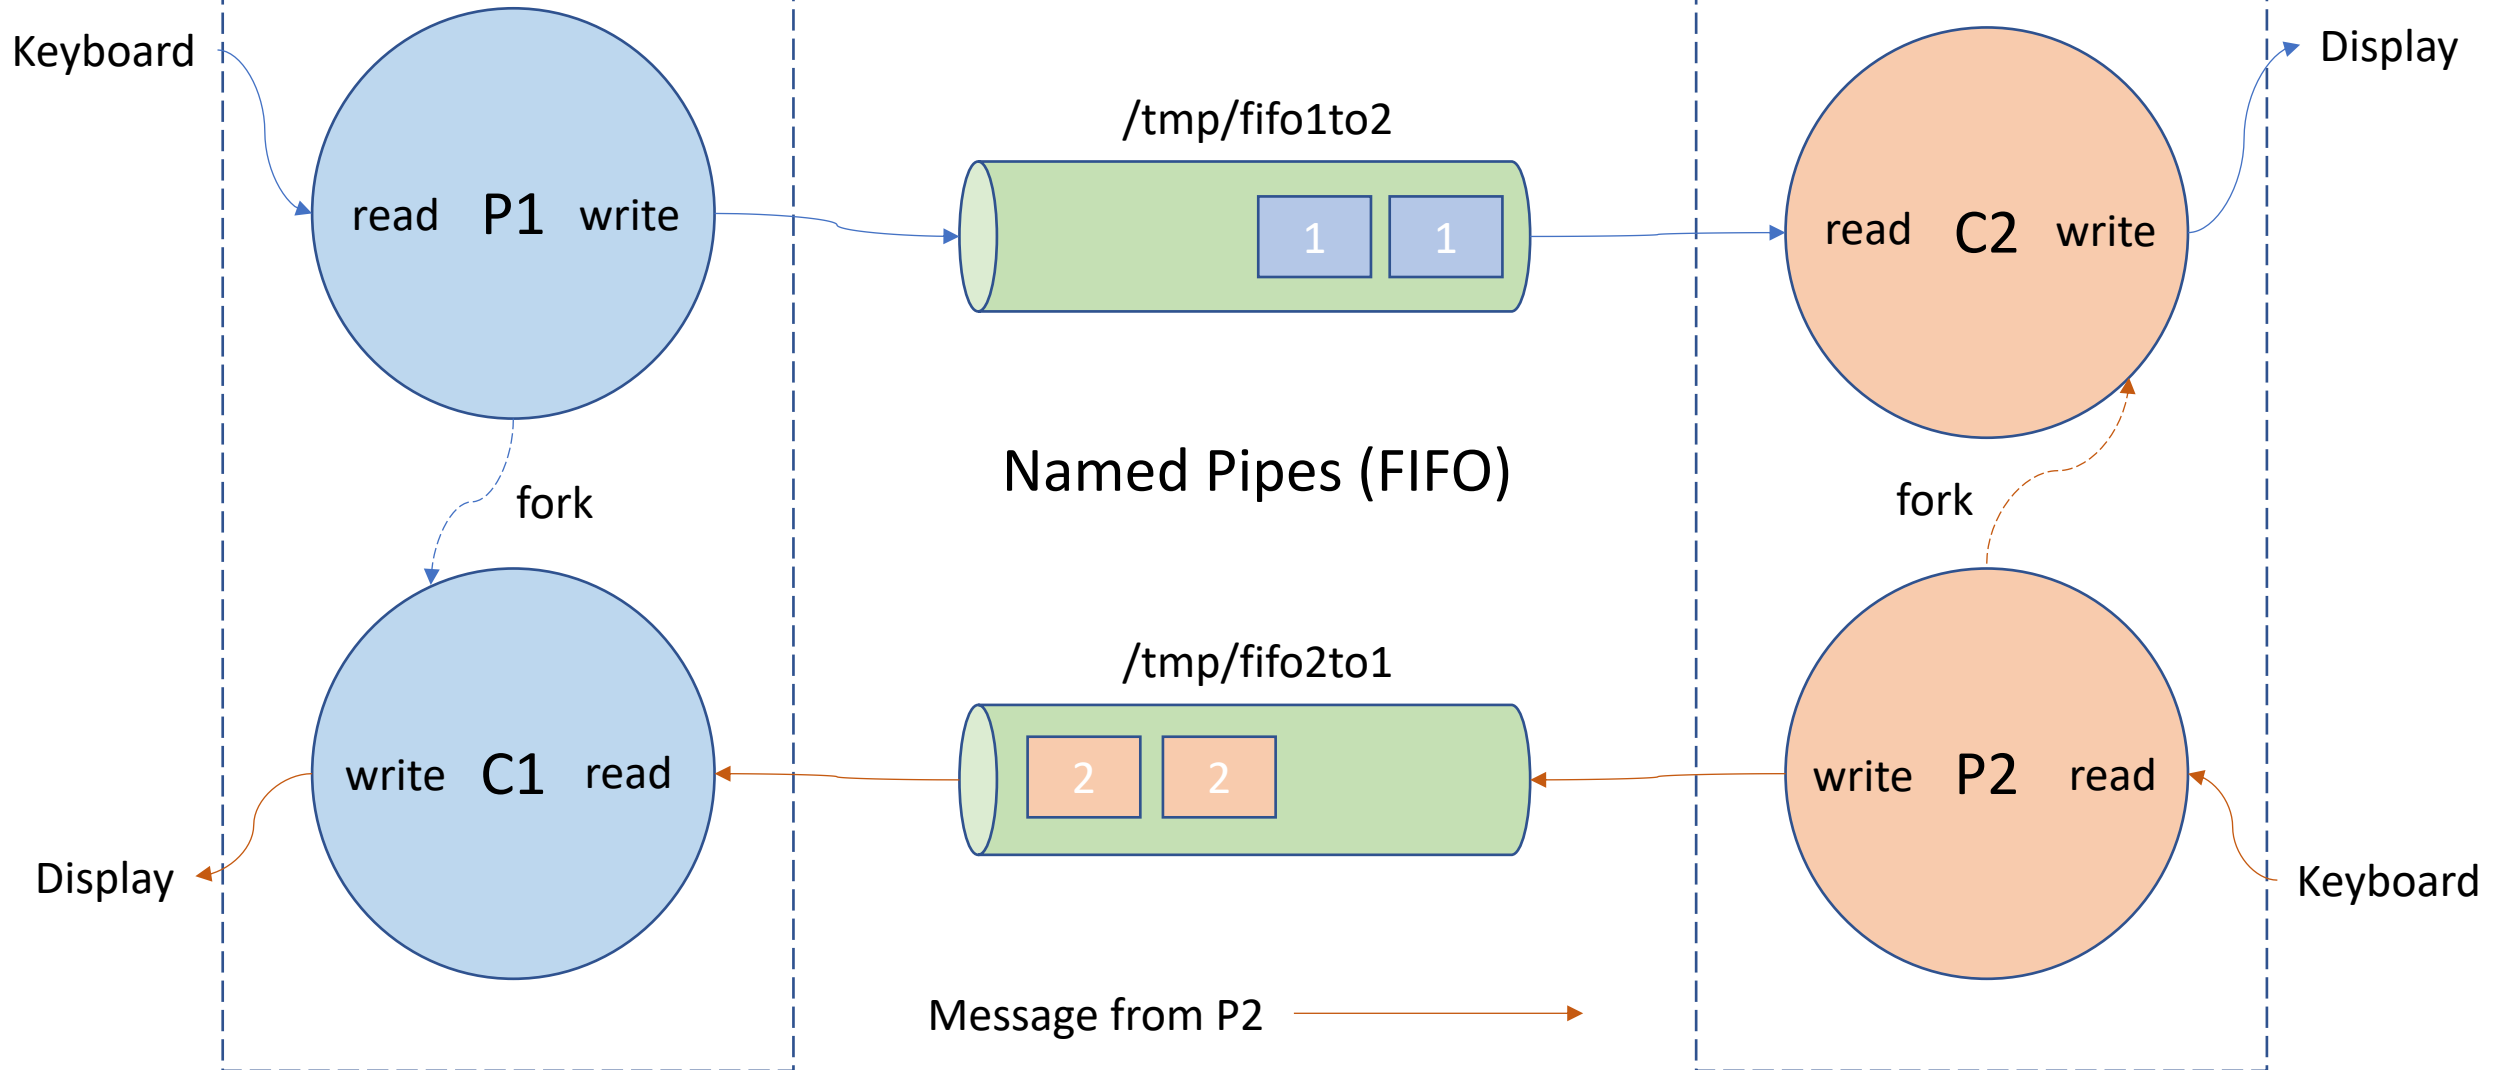 Keyboard
Display
/tmp/fifo1to2
read P1 write
1 1
read C2 write
Named Pipes (FIFO)
fork
fork
/tmp/fifo2to1
write C1 read
2 2
write P2 read
Display
Keyboard
Message from P2